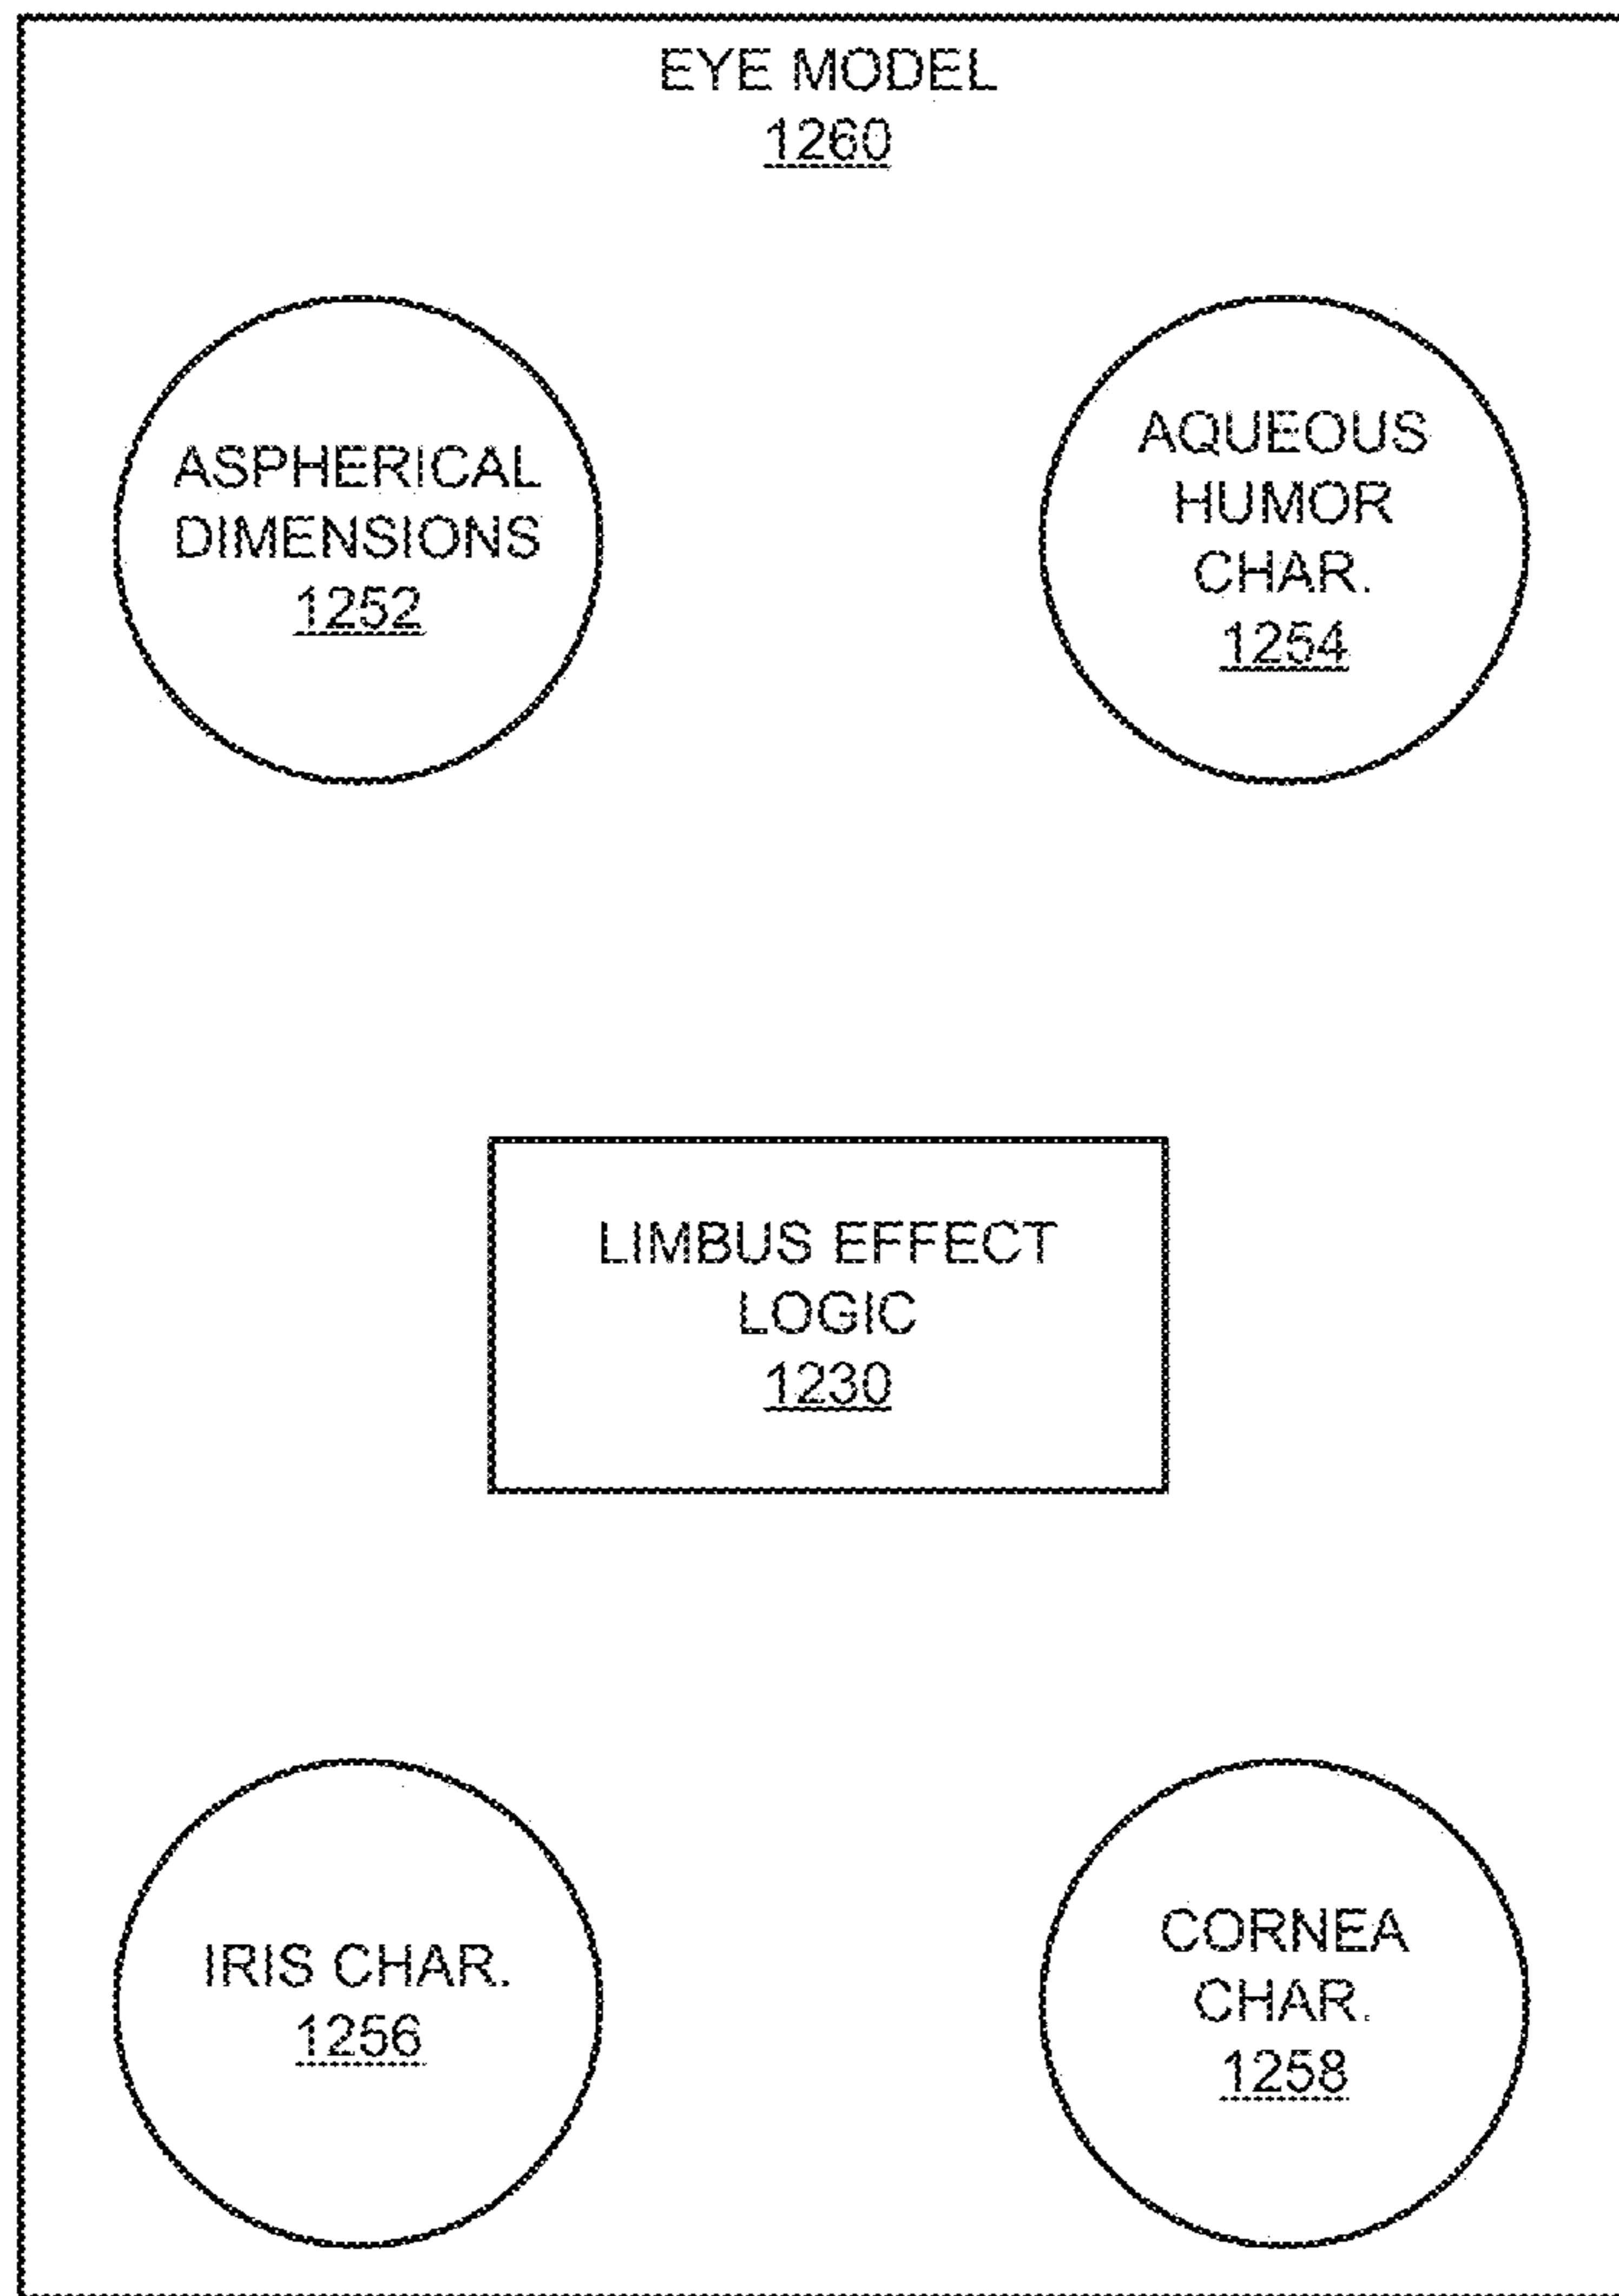 EYE MODEL
1260
ASPHERICAL
DIMENSIONS
1252
AQUEOUS
HUMOR
CHAR.
1254
LIMBUS EFFECT
LOGIC
1230
IRIS CHAR.
1256
CORNEA
CHAR.
1258